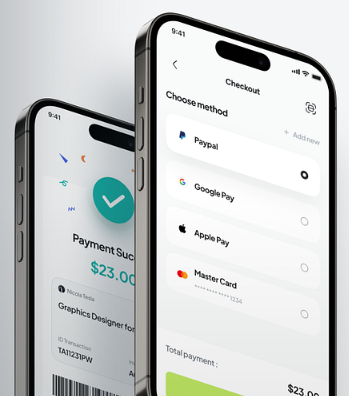 9:41
Checkout
Choose method
+ Add new
Paypal
Google Pay
Apple Pay
Master Card
1234
Total payment :
$23.00
9:41
Payment Suc
$23.00
Nicola Tesla
Graphics Designer for
ID Transaction
TA11231PW